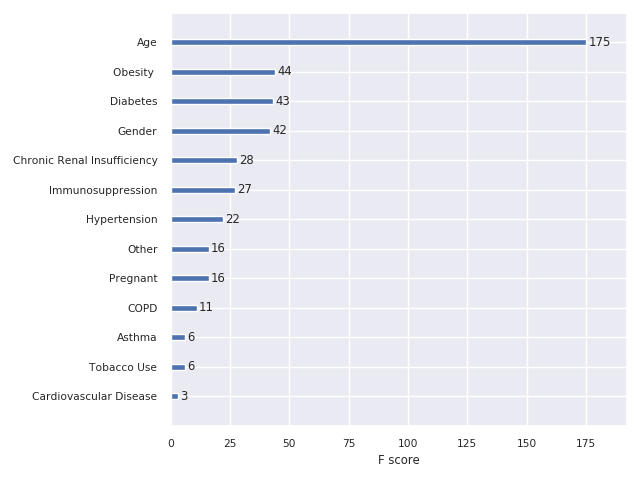 Age 175
Obesity 44
Diabetes 43
Gender 42
Chronic Renal Insufficiency 28
Immunosuppression 27
Hypertension 22
Other 16
Pregnant 16
COPD 11
Asthma 6
Tobacco Use 6
Cardiovascular Disease 3
0 25 50 75 100 125 150 175
F score